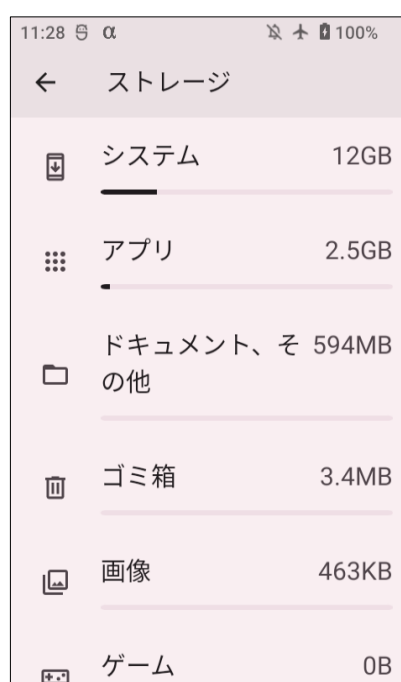 11:28 α 100%
ストレージ
システム 12GB
アプリ 2.5GB
ドキュメント、そ 594MB
の他
ゴミ箱 3.4MB
画像 463KB
ゲーム 0B